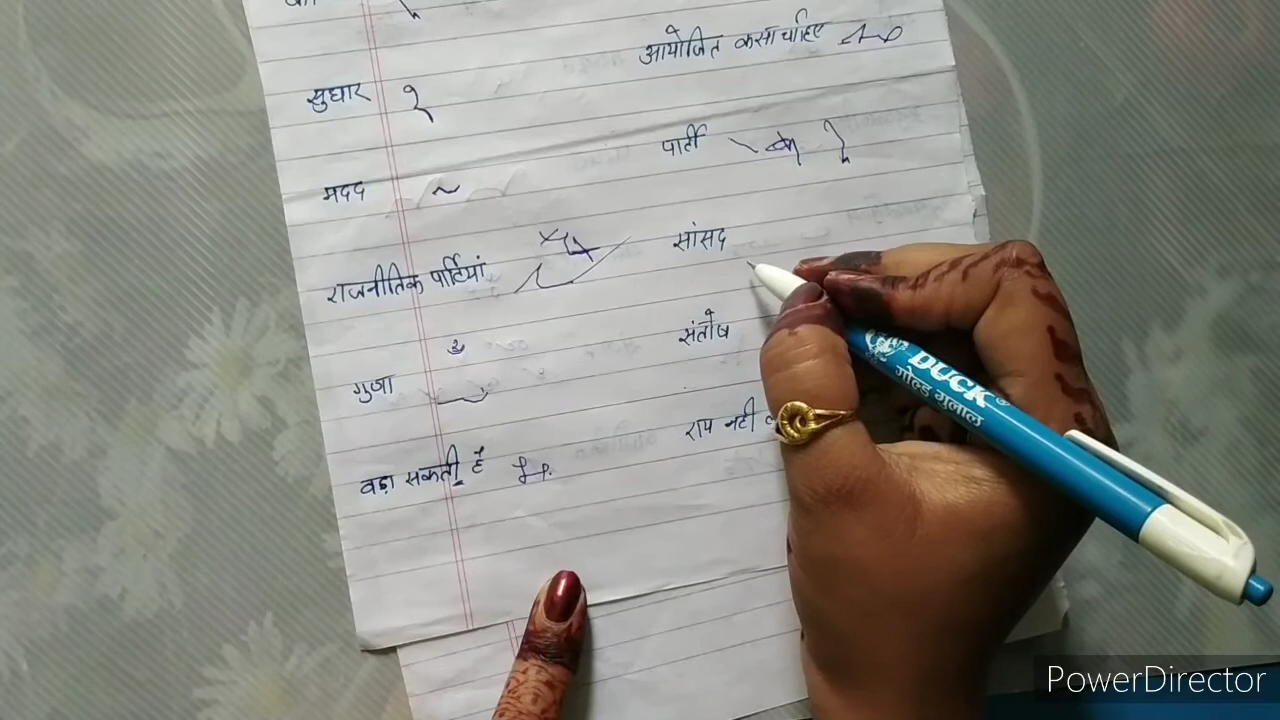 आयोजित करना चाहिए
सुधार
पार्टी
मदद
सांसद
राजनीतिक पार्टियां
संतोष
गुजा
राय नहीं
बढ़ा सकती है
DUCK
गोल्ड गुलाल
PowerDirector